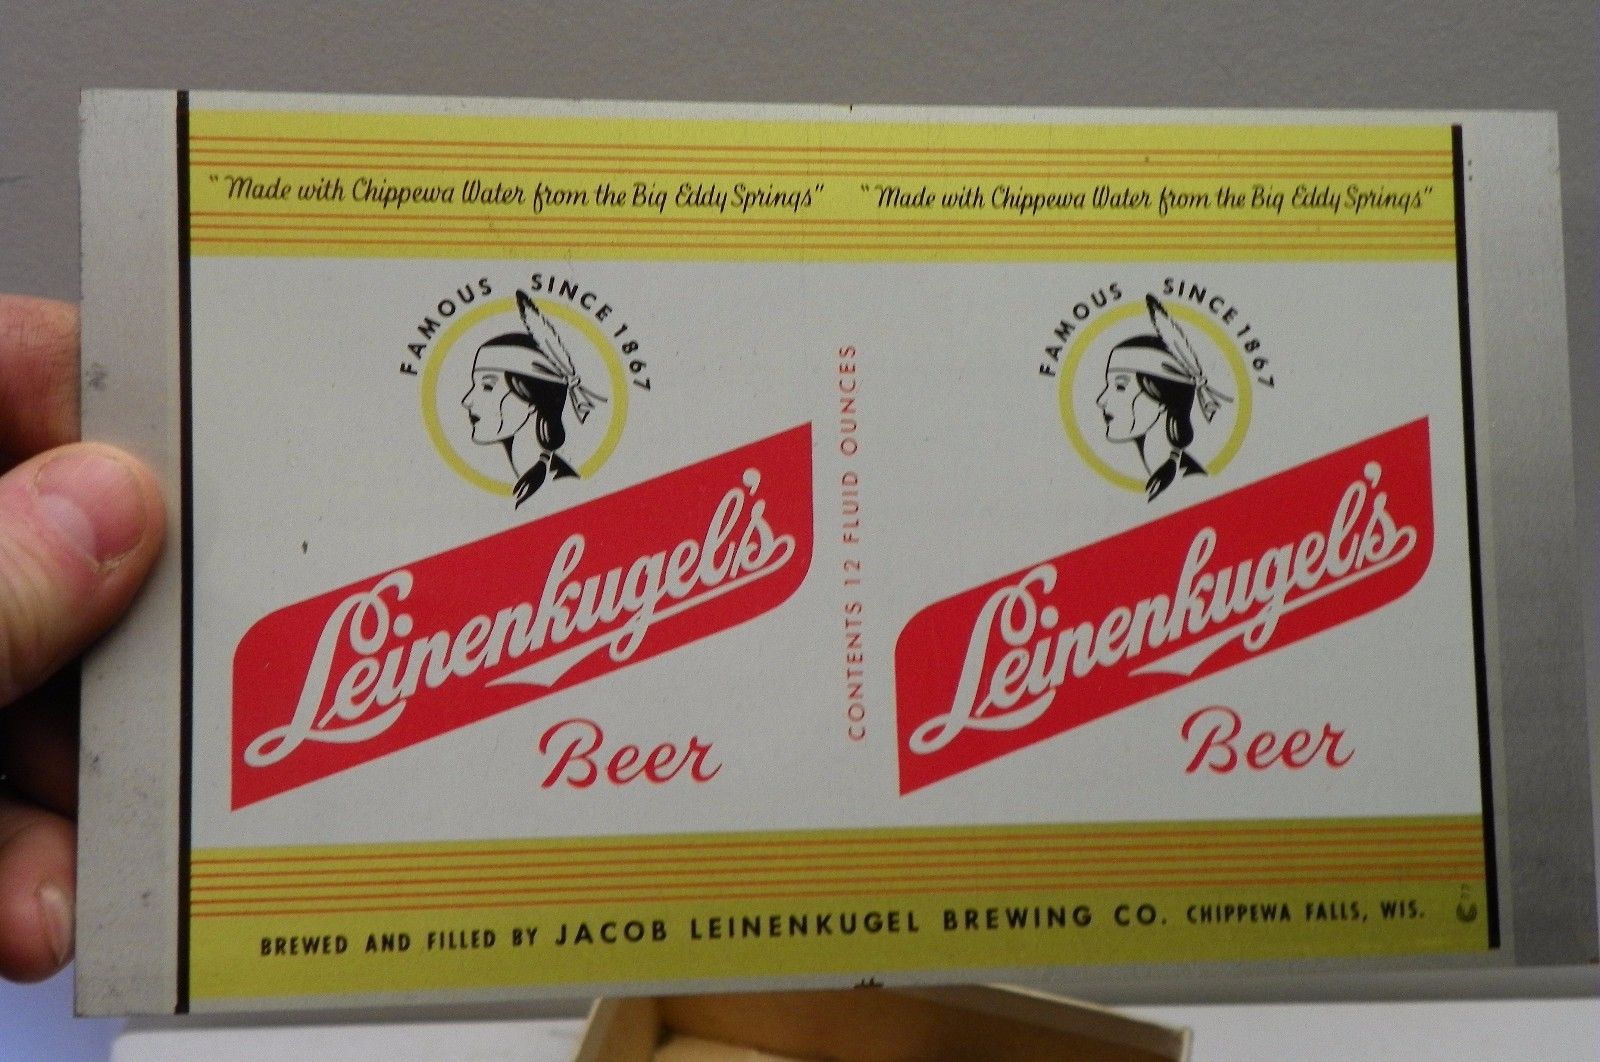 "Made with Chippewa Water from the Big Eddy Springs" "Made with Chippewa Water from the Big Eddy Springs"
FAMOUS SINCE 1867
Leinenkugel's
Beer
CONTENTS 12 FLUID OUNCES
FAMOUS SINCE 1867
Leinenkugel's
Beer
BREWED AND FILLED BY JACOB LEINENKUGEL BREWING CO. CHIPPEWA FALLS, WIS.